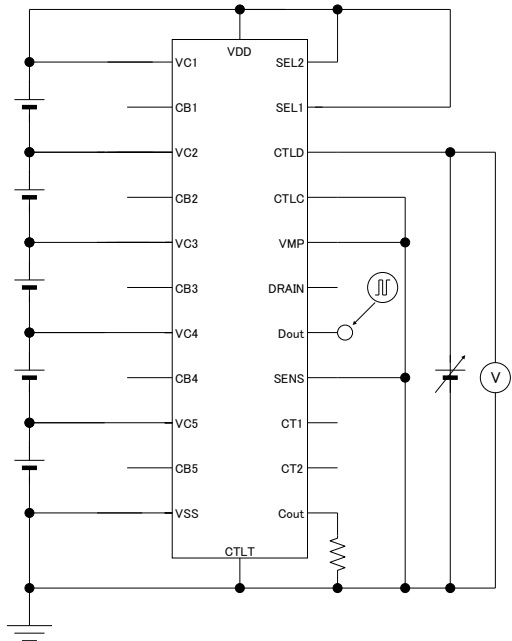 VDD
VC1 SEL2
CB1 SEL1
VC2 CTLD
CB2 CTLC
VC3 VMP
CB3 DRAIN
VC4 Dout
CB4 SENS
V
VC5 CT1
CB5 CT2
VSS Cout
CTLT